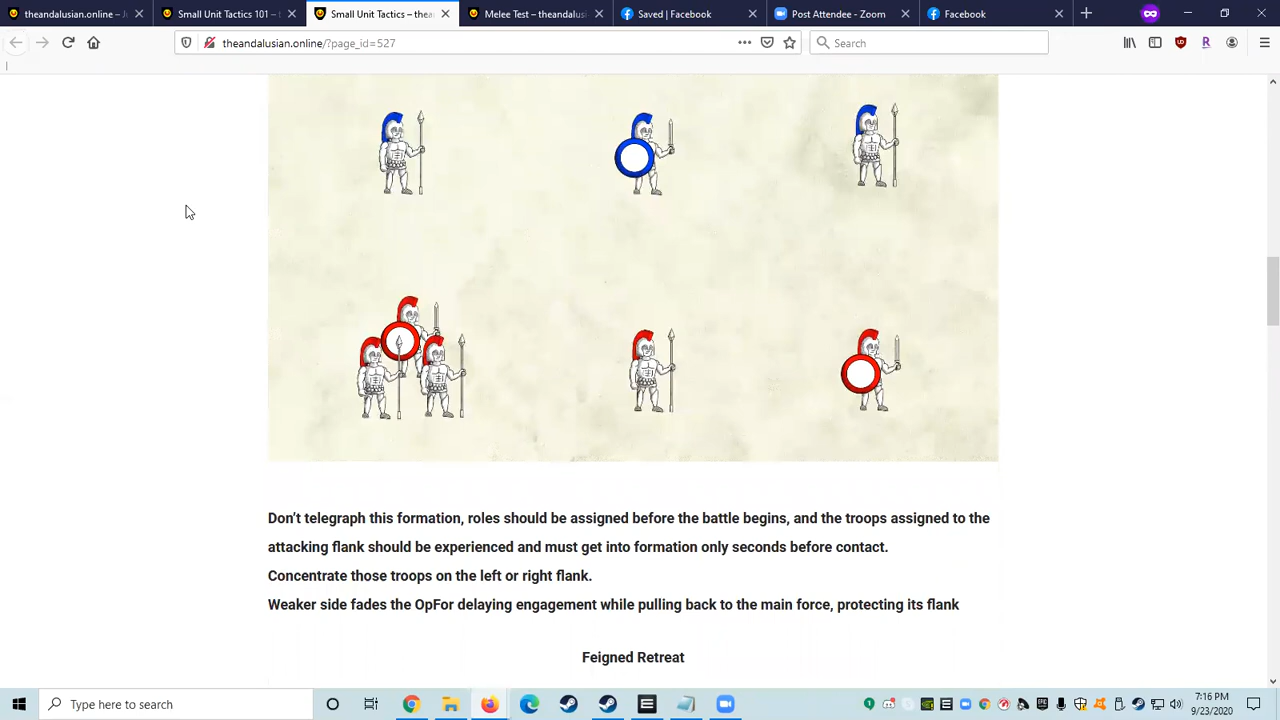 theandalusian.online – J
Small Unit Tactics 101 – t
Small Unit Tactics – thea
Melee Test – theandalus
Saved | Facebook
Post Attendee - Zoom
Facebook
theandalusian.online/?page_id=527
Search
Don't telegraph this formation, roles should be assigned before the battle begins, and the troops assigned to the
attacking flank should be experienced and must get into formation only seconds before contact.
Concentrate those troops on the left or right flank.
Weaker side fades the OpFor delaying engagement while pulling back to the main force, protecting its flank
Feigned Retreat
Type here to search
7:16 PM
9/23/2020